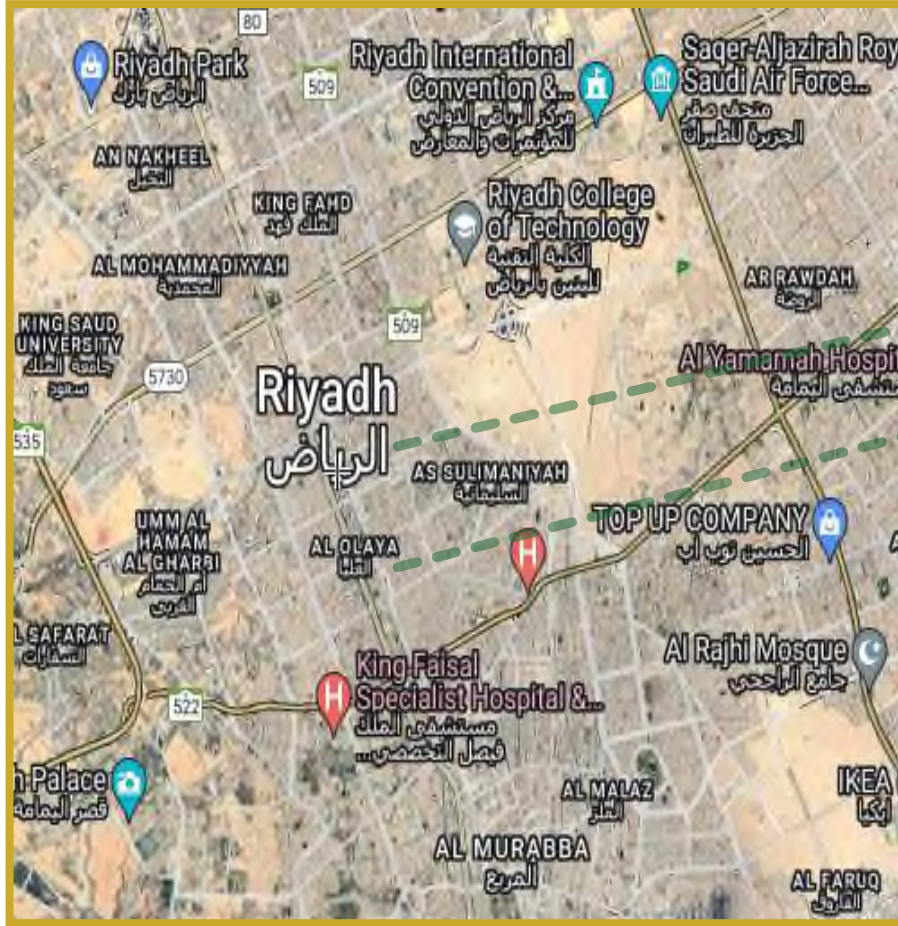 80
Riyadh Park
الرياض بارك
509
Riyadh International
Convention &...
مركز الرياض الدولي
للمؤتمرات والمعارض
Saqer-Aljazirah Roy
Saudi Air Force...
متحف صقر
الجزيرة للطيران
AN NAKHEEL
النخيل
KING FAHD
الملك فهد
Riyadh College
of Technology
الكلية التقنية
للبنين بالرياض
AL MOHAMMADIYYAH
المحمدية
AR RAWDAH
الروضة
KING SAUD
UNIVERSITY
جامعة الملك
سعود
509
5730
Al Yamamah Hospit
مستشفى اليمامة
Riyadh
الرياض
535
AS SULIMANIYAH
السليمانية
UMM AL
HAMAM
AL GHARBI
أم الحمام
الغربي
AL OLAYA
العليا
TOP UP COMPANY
الحسين توب أب
L SAFARAT
السفارات
Al Rajhi Mosque
جامع الراجحي
King Faisal
Specialist Hospital &...
مستشفى الملك
فيصل التخصصي...
522
h Palace
قصر اليمامة
AL MALAZ
الملز
IKEA
ايكيا
AL MURABBA
المربع
AL FARUQ
الفاروق